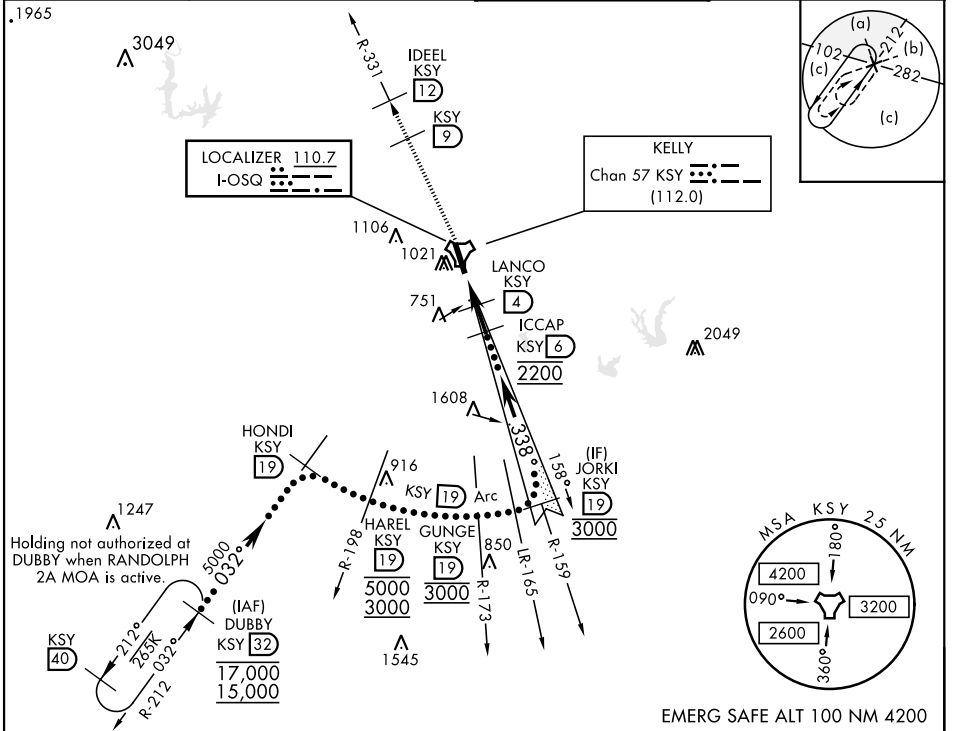 1965
3049
R-331
IDEEL
KSY
12
KSY
9
(a)
212
102
(b)
(c)
282
(c)
LOCALIZER 110.7
I-OSQ
KELLY
Chan 57 KSY
(112.0)
1106
1021
LANCO
KSY
4
751
ICCAP
KSY 6
2200
2049
1608
338°
158°
HONDI
KSY
19
(IF)
JORKI
KSY
19
3000
916
KSY 19 Arc
1247
Holding not authorized at
DUBBY when RANDOLPH
2A MOA is active.
HAREL
KSY
19
5000
3000
GUNGE
KSY
19
3000
850
R-198
R-173
LR-165
R-159
5000
032°
(IAF)
DUBBY
KSY 32
17,000
15,000
KSY
40
212°
265K
032°
R-212
1545
MSA KSY 25 NM
180°
4200
090°
3200
2600
360°
EMERG SAFE ALT 100 NM 4200